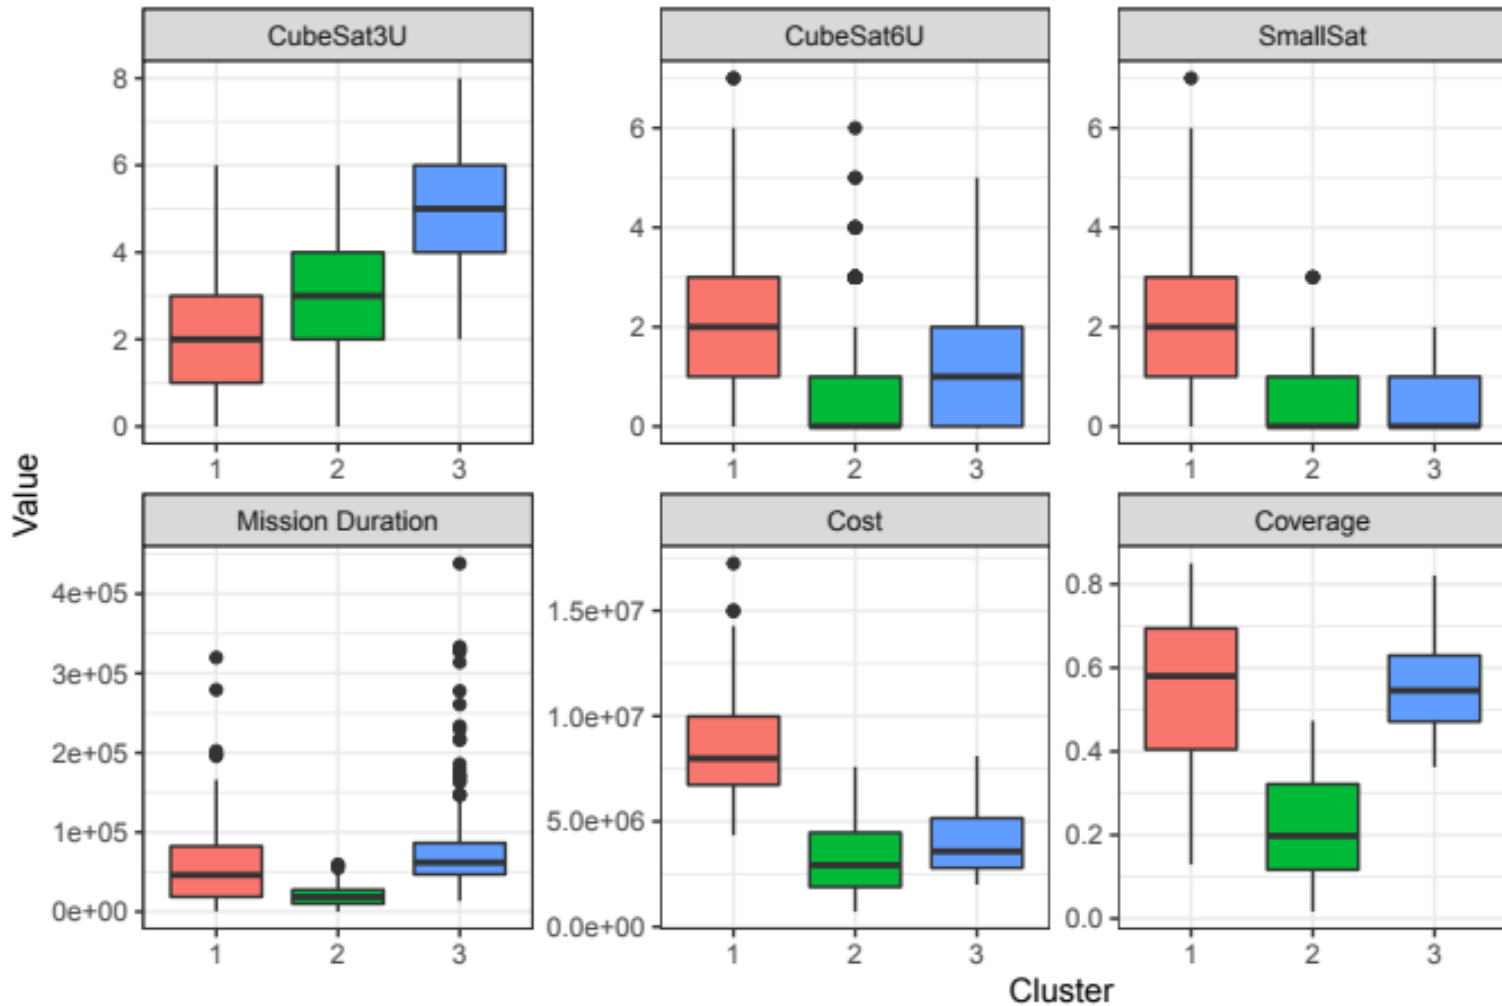 CubeSat3U CubeSat6U SmallSat
8
6 6 6
4 4 4
2 2 2
0 0 0
1 2 3 1 2 3 1 2 3
Value
Mission Duration Cost Coverage
4e+05 1.5e+07 0.8
3e+05 1.0e+07 0.6
2e+05 5.0e+06 0.4
1e+05 0.0e+00 0.2
0e+00 0.0
1 2 3 1 2 3 1 2 3
Cluster